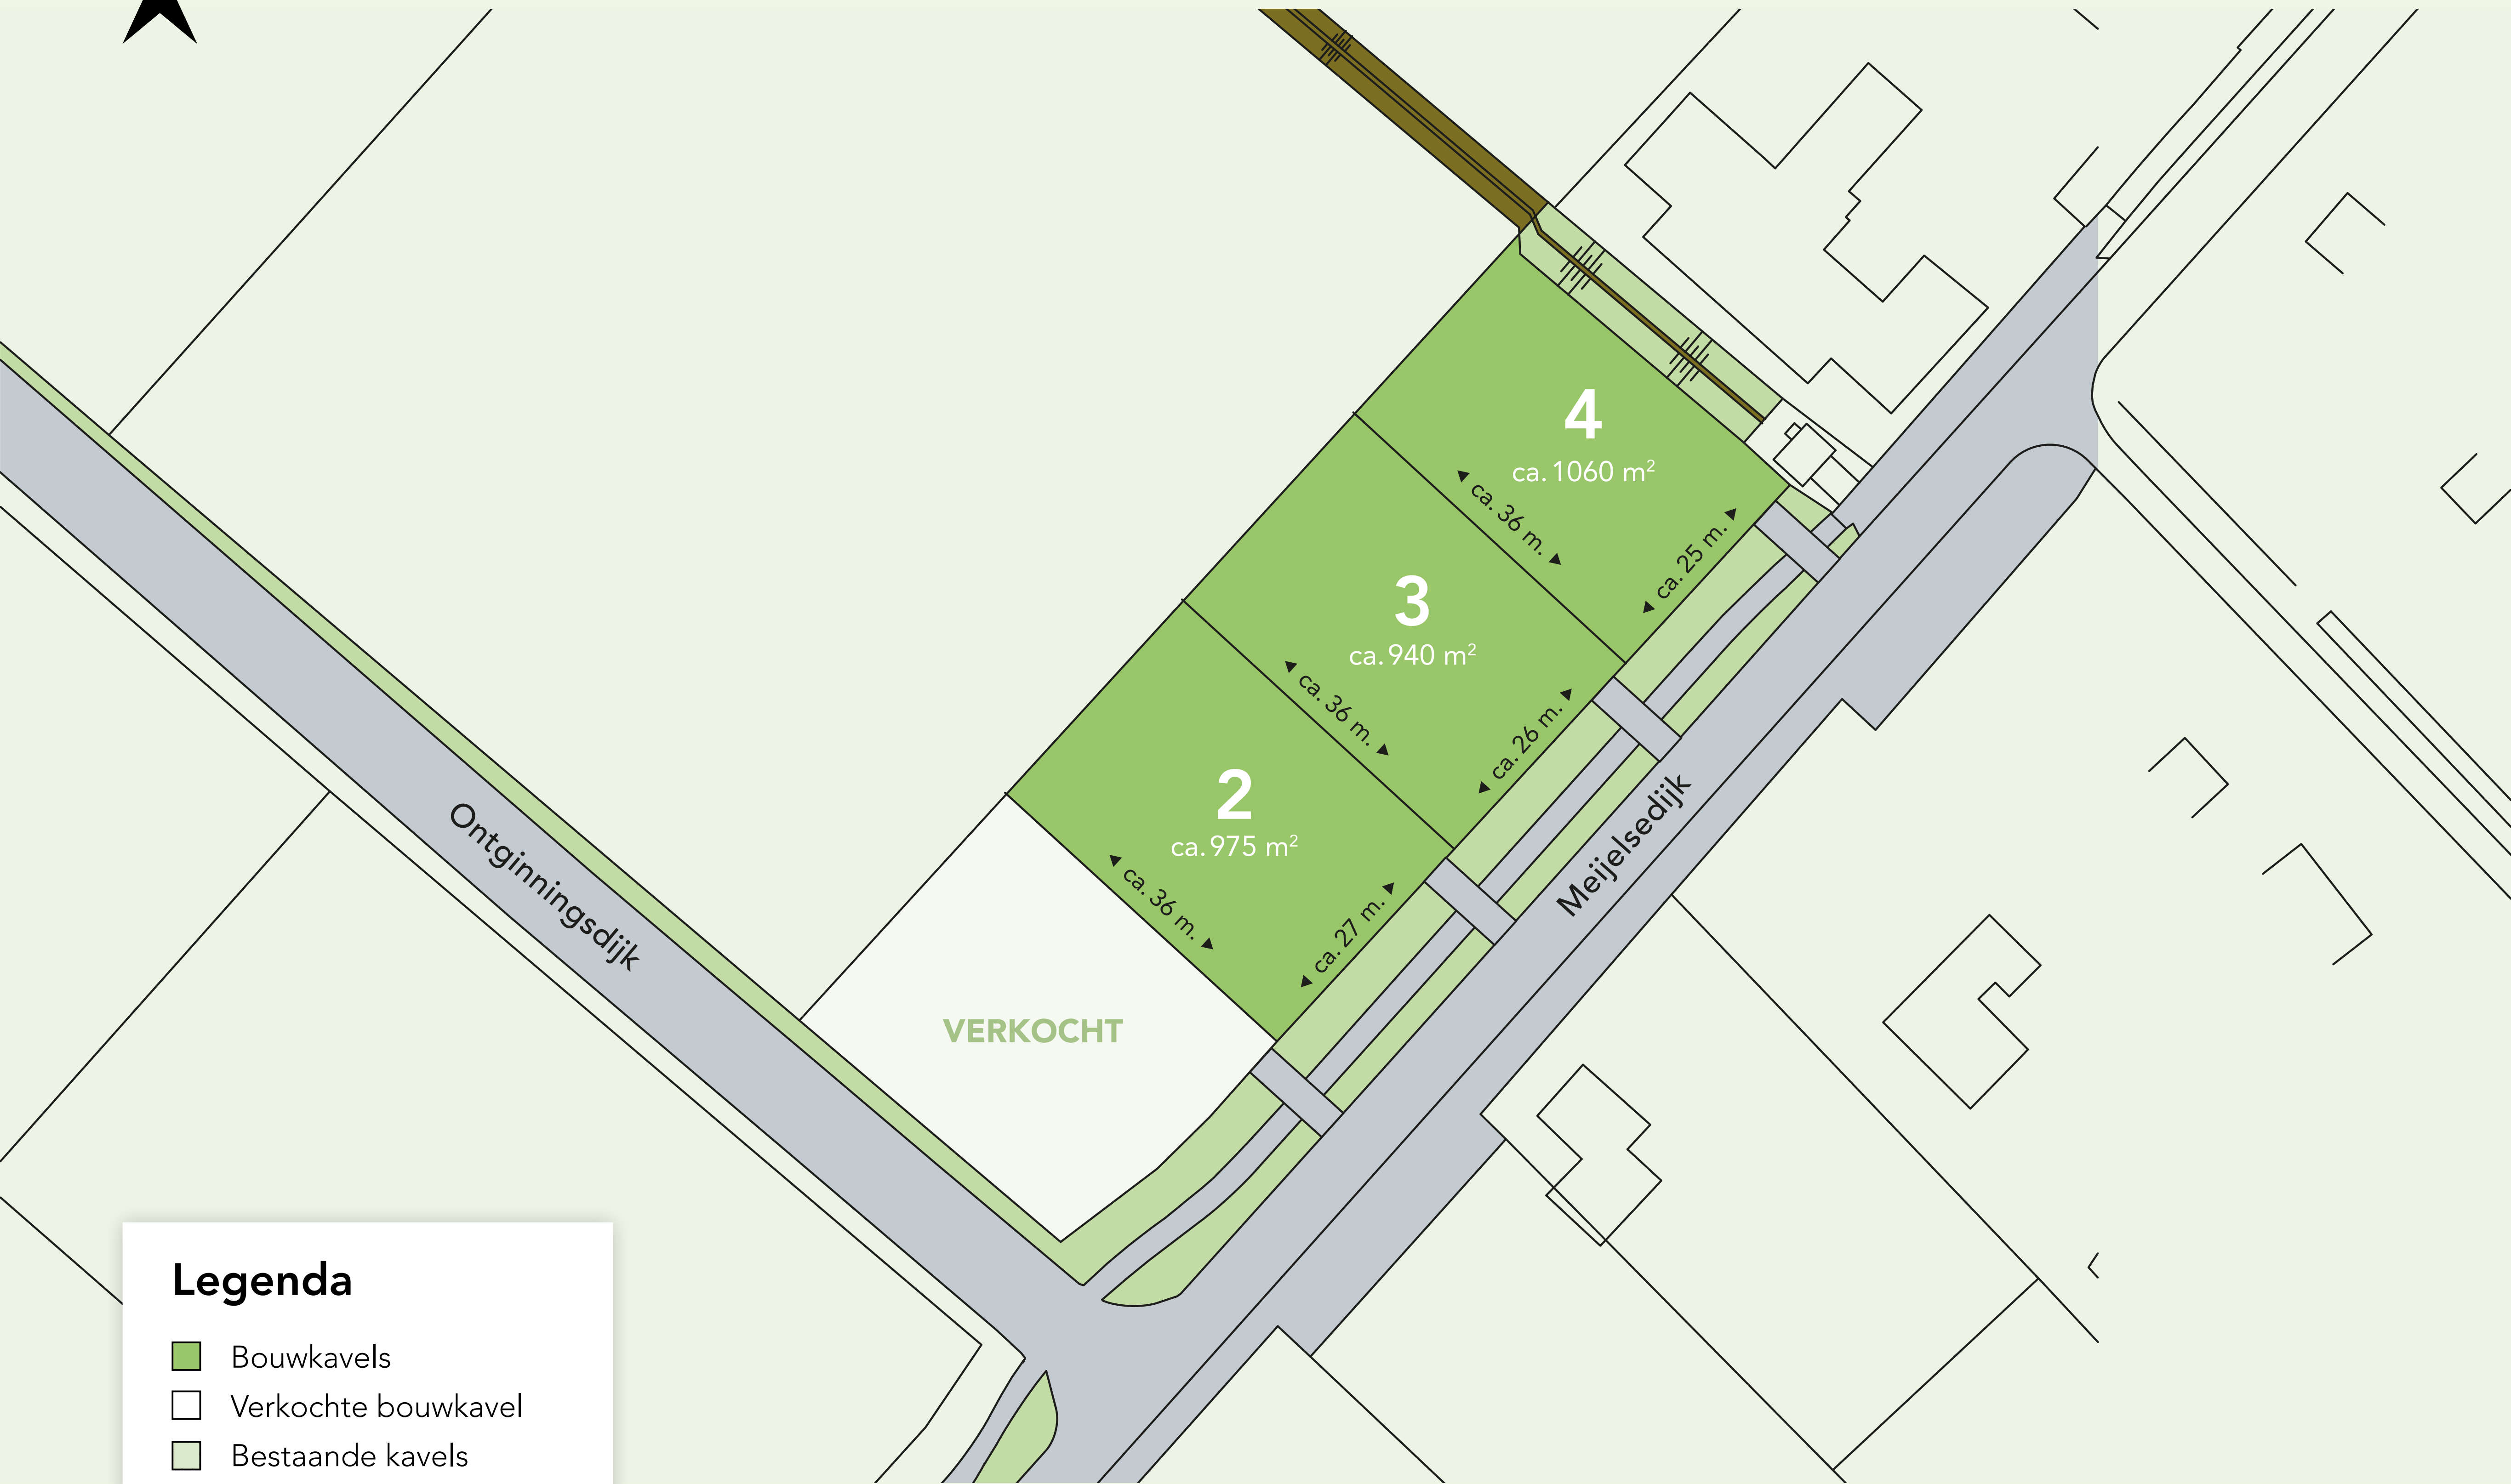 4
ca. 1060 m²
ca. 36 m.
ca. 25 m.
3
ca. 940 m²
ca. 36 m.
ca. 26 m.
2
ca. 975 m²
ca. 36 m.
ca. 27 m.
VERKOCHT
Ontginningsdijk
Meijelsedijk
Legenda
Bouwkavels
Verkochte bouwkavel
Bestaande kavels